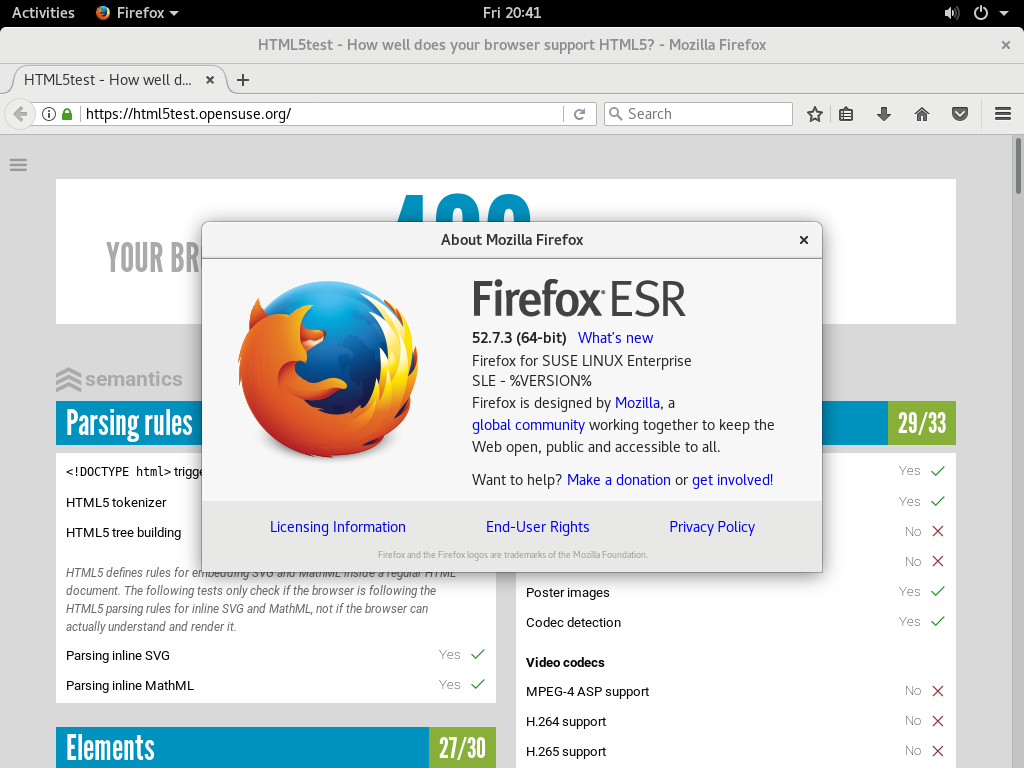 Activities Firefox Fri 20:41
HTML5test - How well does your browser support HTML5? - Mozilla Firefox
HTML5test - How well d...
https://html5test.opensuse.org/ Search
YOUR
About Mozilla Firefox
Firefox ESR
52.7.3 (64-bit) What's new
Firefox for SUSE LINUX Enterprise
SLE - %VERSION%
Firefox is designed by Mozilla, a
global community working together to keep the
Web open, public and accessible to all.
Want to help? Make a donation or get involved!
Licensing Information End-User Rights Privacy Policy
Firefox and the Firefox logos are trademarks of the Mozilla Foundation.
semantics
Parsing rules
<!DOCTYPE html>
HTML5 tokenizer
HTML5 tree building
HTML5 defines rules for embedding SVG and MathML inside a regular HTML
document. The following tests only check if the browser is following the
HTML5 parsing rules for inline SVG and MathML, not if the browser can
actually understand and render it.
Parsing inline SVG Yes
Parsing inline MathML Yes
Elements 27/30
29/33
Yes
Yes
No
No
Poster images Yes
Codec detection Yes
Video codecs
MPEG-4 ASP support No
H.264 support No
H.265 support No